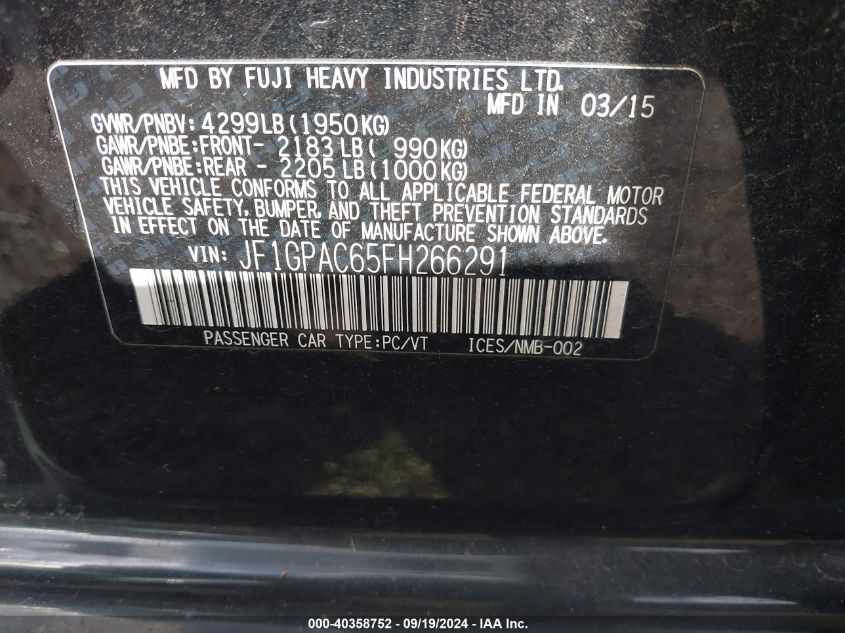 MFD BY FUJI HEAVY INDUSTRIES LTD.
MFD IN 03/15
GVWR/PNBV: 4299LB(1950KG)
GAWR/PNBE:FRONT- 2183 LB( 990KG)
GAWR/PNBE:REAR - 2205 LB(1000KG)
THIS VEHICLE CONFORMS TO ALL APPLICABLE FEDERAL MOTOR
VEHICLE SAFETY, BUMPER, AND THEFT PREVENTION STANDARDS
IN EFFECT ON THE DATE OF MANUFACTURE SHOWN ABOVE.
VIN: JF1GPAC65FH266291
PASSENGER CAR TYPE:PC/VT ICES/NMB-002
000-40358752 - 09/19/2024 - IAA Inc.